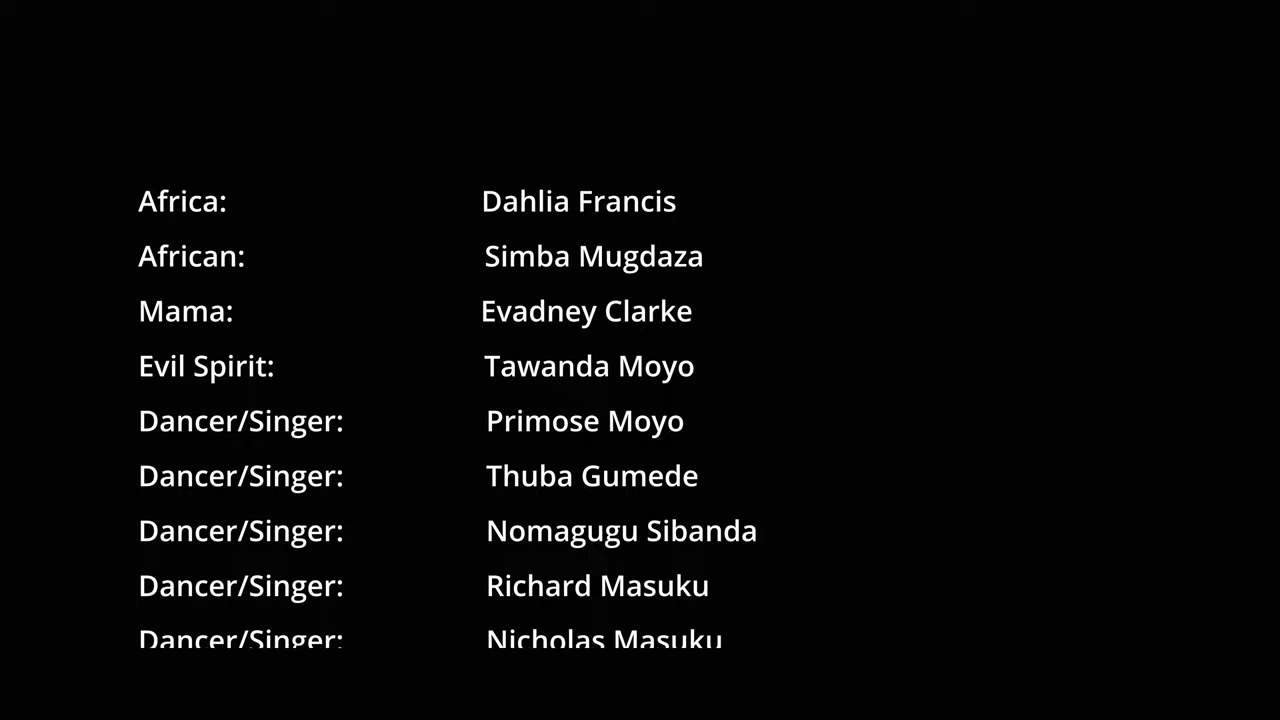 Africa: Dahlia Francis
African: Simba Mugdaza
Mama: Evadney Clarke
Evil Spirit: Tawanda Moyo
Dancer/Singer: Primose Moyo
Dancer/Singer: Thuba Gumede
Dancer/Singer: Nomagugu Sibanda
Dancer/Singer: Richard Masuku
Dancer/Singer: Nicholas Masuku